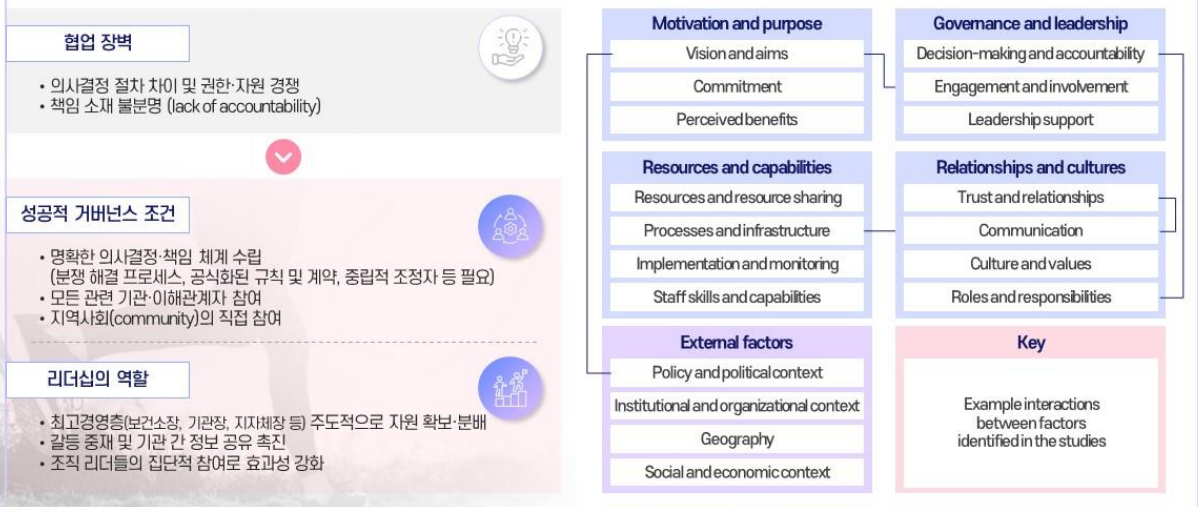 협업 장벽
• 의사결정 절차 차이 및 권한·자원 경쟁
• 책임 소재 불분명 (lack of accountability)
성공적 거버넌스 조건
• 명확한 의사결정·책임 체계 수립
(분쟁 해결 프로세스, 공식화된 규칙 및 계약, 중립적 조정자 등 필요)
• 모든 관련 기관·이해관계자 참여
• 지역사회(community)의 직접 참여
리더십의 역할
• 최고경영층(보건소장, 기관장, 지자체장 등) 주도적으로 자원 확보·분배
• 갈등 중재 및 기관 간 정보 공유 촉진
• 조직 리더들의 집단적 참여로 효과성 강화
Motivation and purpose
Vision and aims
Commitment
Perceived benefits
Governance and leadership
Decision-making and accountability
Engagement and involvement
Leadership support
Resources and capabilities
Resources and resource sharing
Processes and infrastructure
Implementation and monitoring
Staff skills and capabilities
Relationships and cultures
Trust and relationships
Communication
Culture and values
Roles and responsibilities
External factors
Policy and political context
Institutional and organizational context
Geography
Social and economic context
Key
Example interactions
between factors
identified in the studies